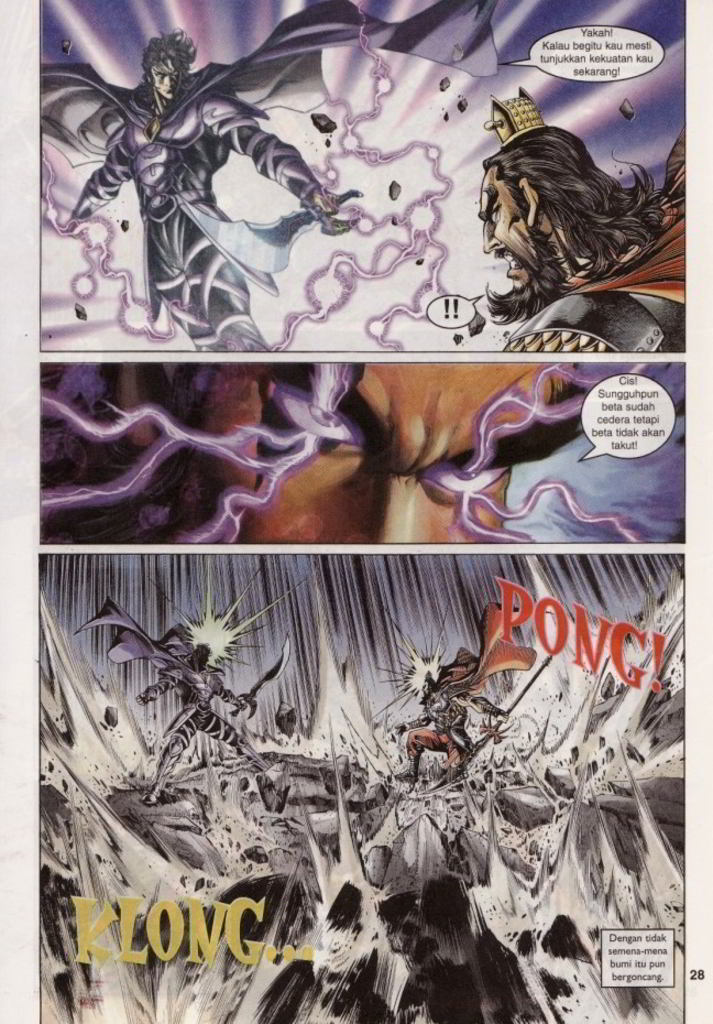 Yakah!
Kalau begitu kau mesti
tunjukkan kekuatan kau
sekarang!
!!
Cis!
Sungguhpun
beta sudah
cedera tetapi
beta tidak akan
takut!
PONG!
KLONG...
Dengan tidak
semena-mena
bumi itu pun
bergoncang.
28